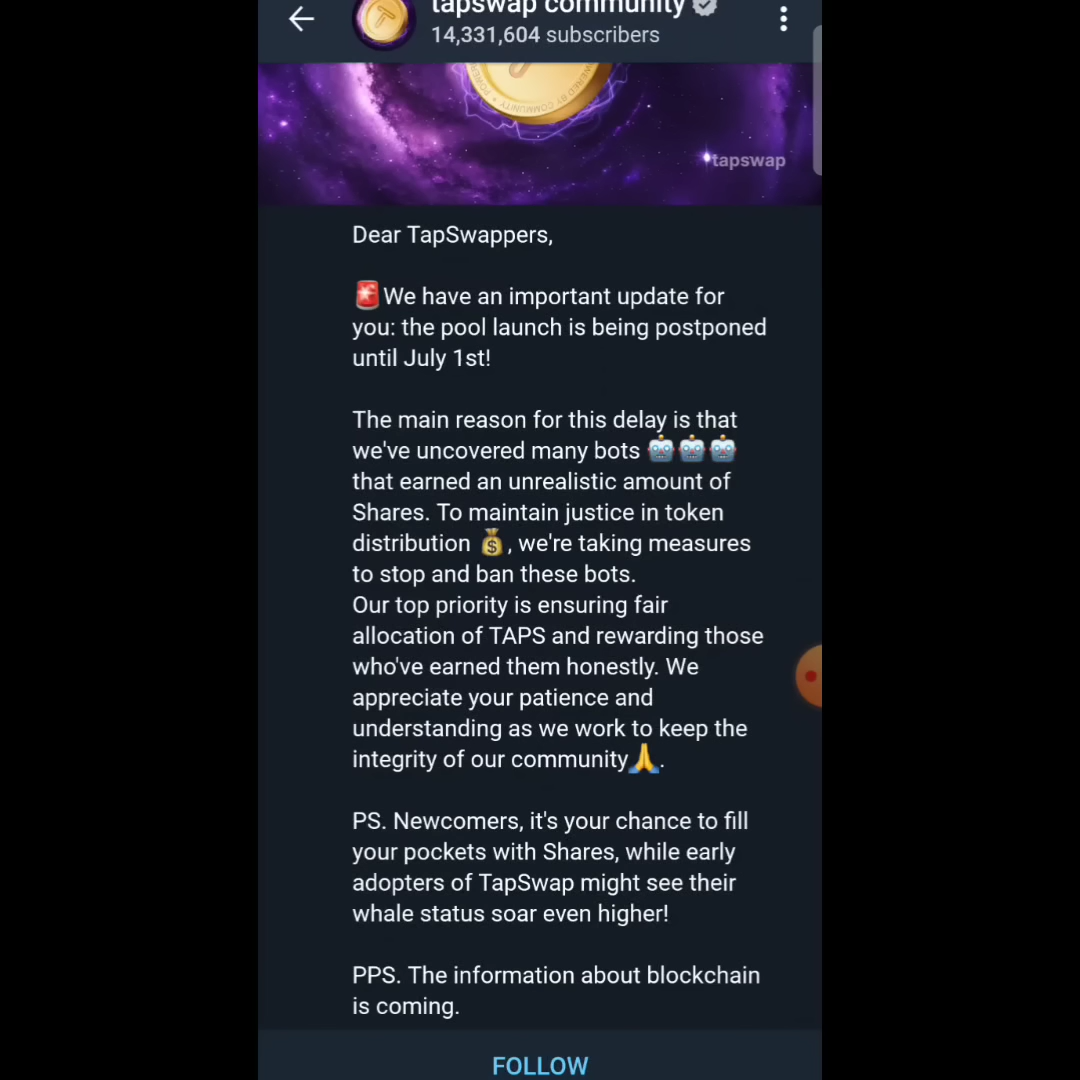 tapswap community
14,331,604 subscribers
POWERED BY COMMUNITY
tapswap
Dear TapSwappers,
🚨We have an important update for
you: the pool launch is being postponed
until July 1st!
The main reason for this delay is that
we've uncovered many bots 🤖🤖🤖
that earned an unrealistic amount of
Shares. To maintain justice in token
distribution 💰, we're taking measures
to stop and ban these bots.
Our top priority is ensuring fair
allocation of TAPS and rewarding those
who've earned them honestly. We
appreciate your patience and
understanding as we work to keep the
integrity of our community🙏.
PS. Newcomers, it's your chance to fill
your pockets with Shares, while early
adopters of TapSwap might see their
whale status soar even higher!
PPS. The information about blockchain
is coming.
FOLLOW